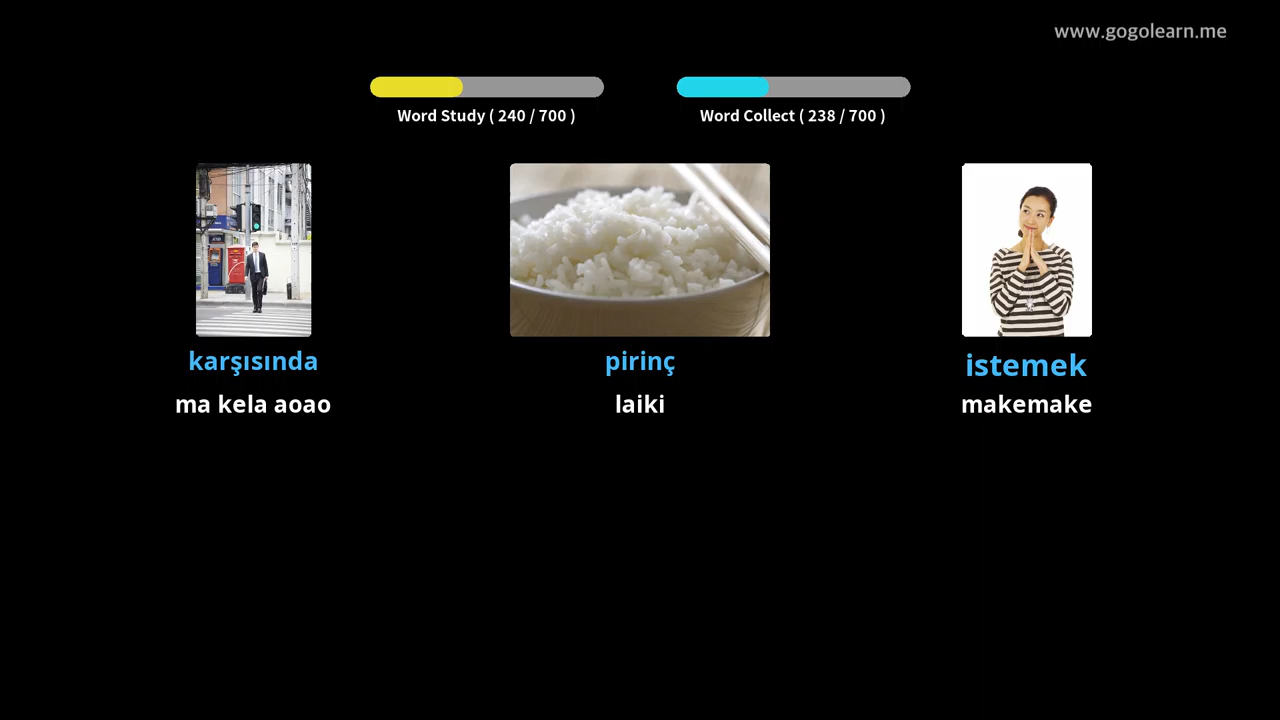 www.gogolearn.me
Word Study ( 240 / 700 )
Word Collect ( 238 / 700 )
karşısında
pirinç
istemek
ma kela aoao
laiki
makemake